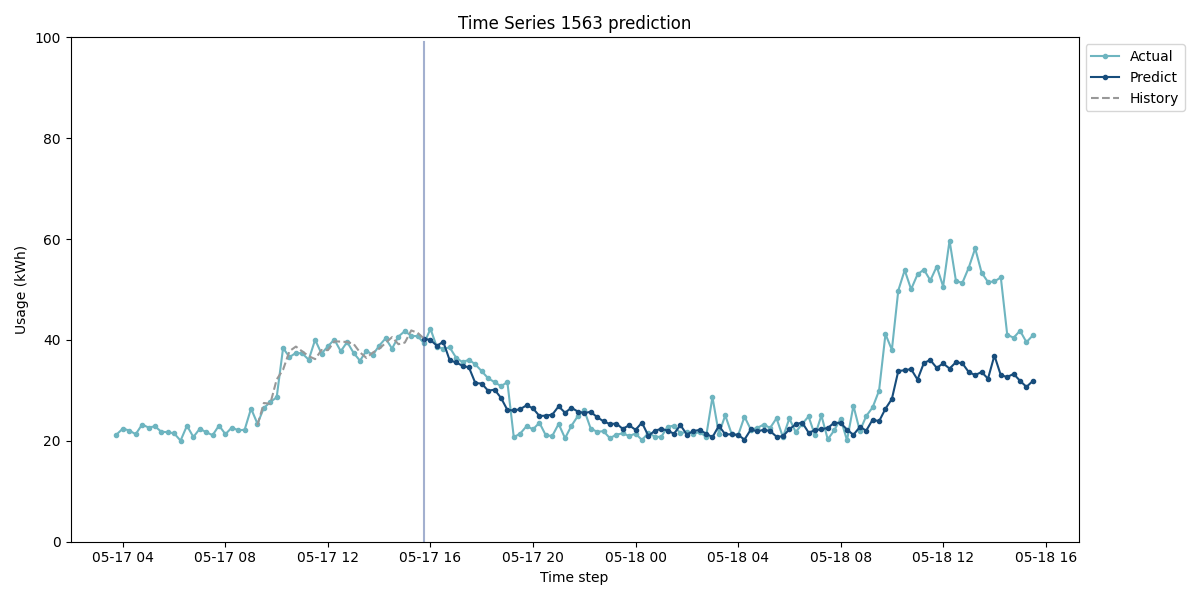 Time Series 1563 prediction
100
80
60
40
20
0
Usage (kWh)
05-17 04
05-17 08
05-17 12
05-17 16
05-17 20
05-18 00
05-18 04
05-18 08
05-18 12
05-18 16
Time step
Actual
Predict
History